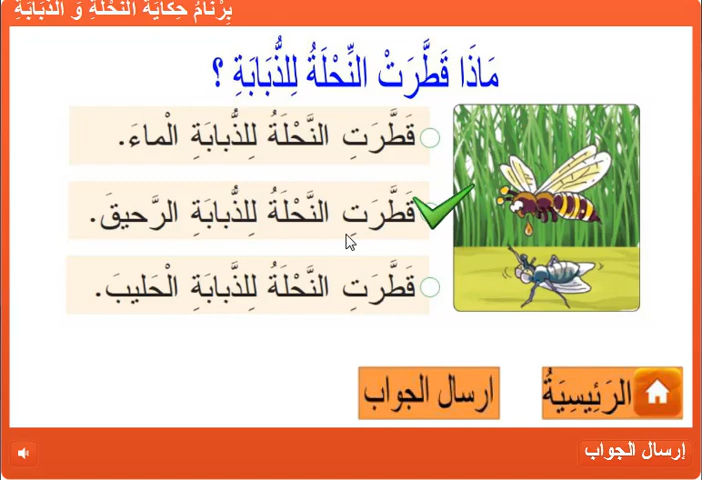 بِرْنامُ حِكايَةُ النَّحْلَةِ وَ الذُّبَابَةِ
مَاذَا قَطَّرَتْ النِّحْلَةُ لِلذُّبَابَةِ ؟
قَطَّرَتِ النَّحْلَةُ لِلذُّبابَةِ الْماءَ.
قَطَّرَتِ النَّحْلَةُ لِلذُّبابَةِ الرَّحيقَ.
قَطَّرَتِ النَّحْلَةُ لِلذَّبابَةِ الْحَليبَ.
الرَئِيسِيَةُ
ارسال الجواب
إرسال الجواب